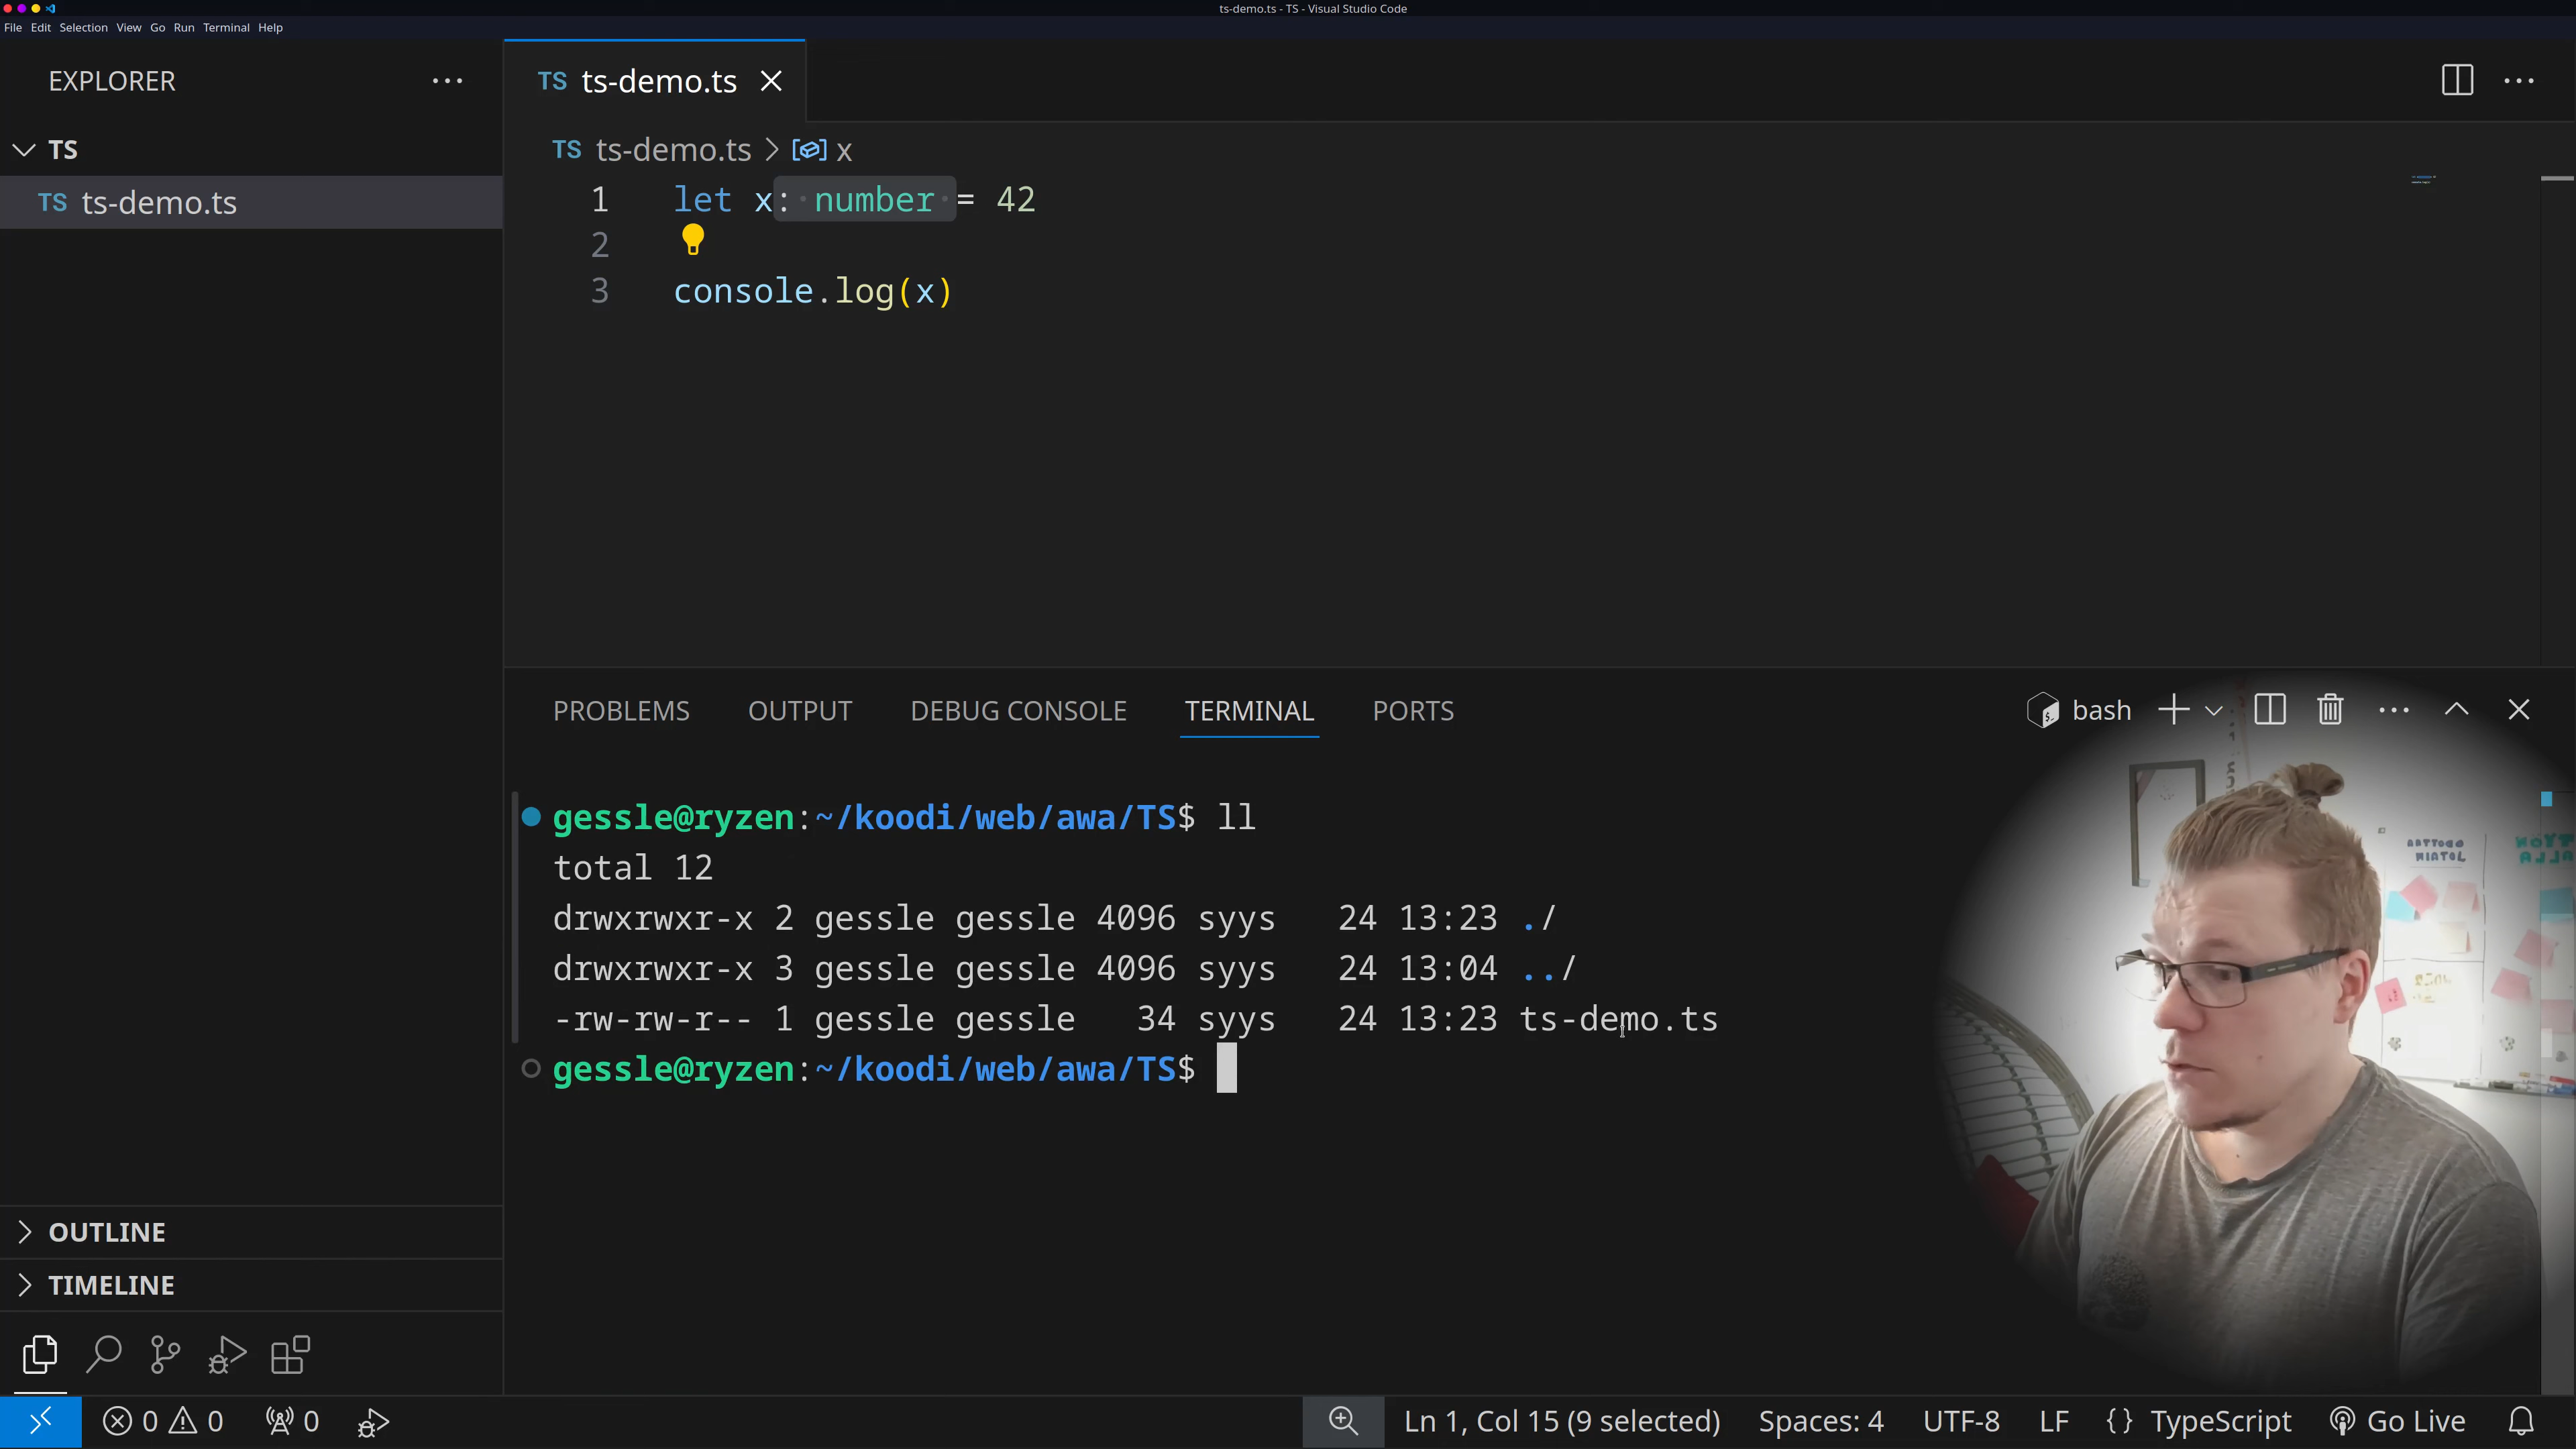 ts-demo.ts - TS - Visual Studio Code
File Edit Selection View Go Run Terminal Help
EXPLORER
TS
TS ts-demo.ts
TS ts-demo.ts
TS ts-demo.ts > x
1 let x: number = 42
2
3 console.log(x)
PROBLEMS OUTPUT DEBUG CONSOLE TERMINAL PORTS
bash
gessle@ryzen:~/koodi/web/awa/TS$ ll
total 12
drwxrwxr-x 2 gessle gessle 4096 syys 24 13:23 ./
drwxrwxr-x 3 gessle gessle 4096 syys 24 13:04 ../
-rw-rw-r-- 1 gessle gessle 34 syys 24 13:23 ts-demo.ts
gessle@ryzen:~/koodi/web/awa/TS$
OUTLINE
TIMELINE
0 0 0
Ln 1, Col 15 (9 selected) Spaces: 4 UTF-8 LF {} TypeScript Go Live